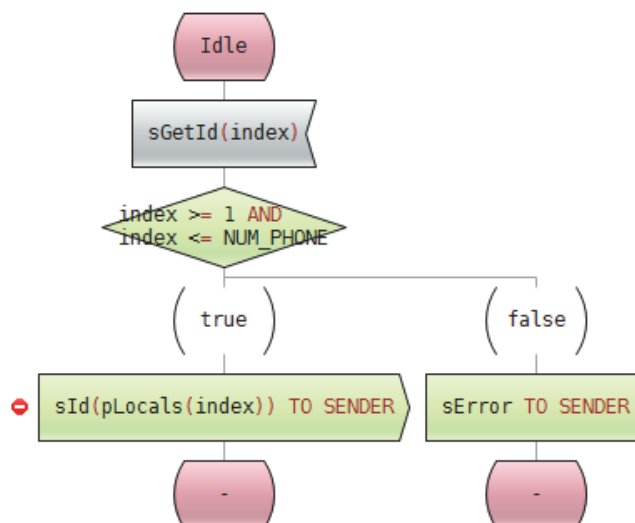 Idle
sGetId(index)
index >= 1 AND
index <= NUM_PHONE
true
false
sId(pLocals(index)) TO SENDER
sError TO SENDER
-
-